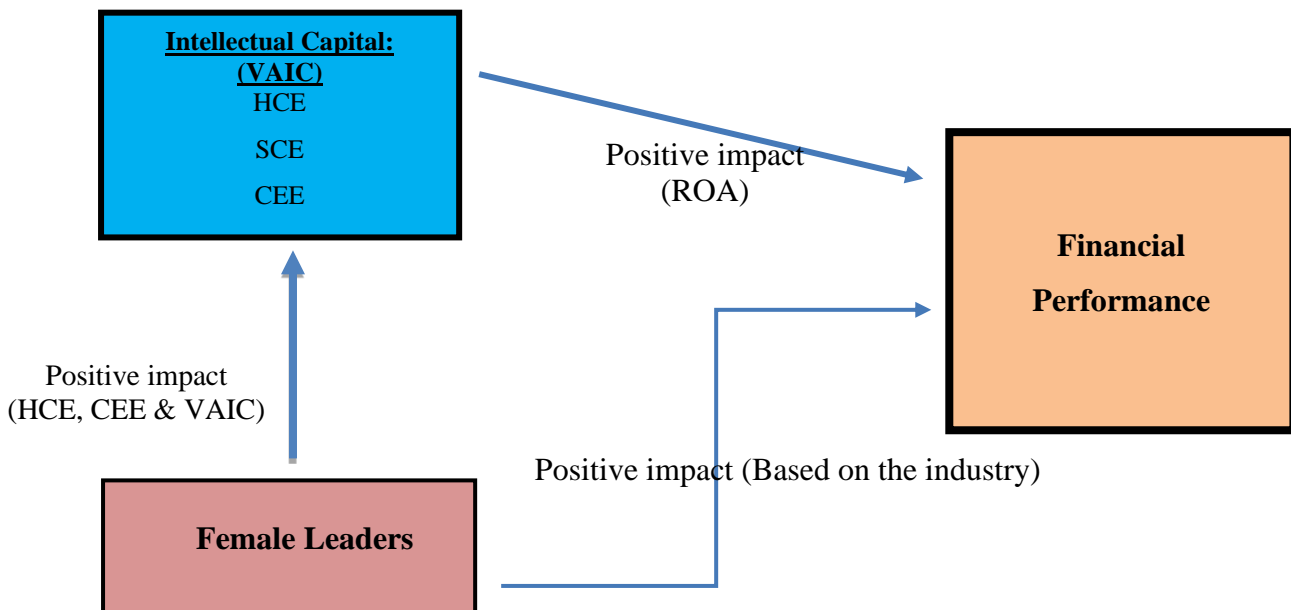 Intellectual Capital:
(VAIC)
HCE
SCE
CEE
Positive impact
(ROA)
Financial
Performance
Positive impact
(HCE, CEE & VAIC)
Positive impact (Based on the industry)
Female Leaders